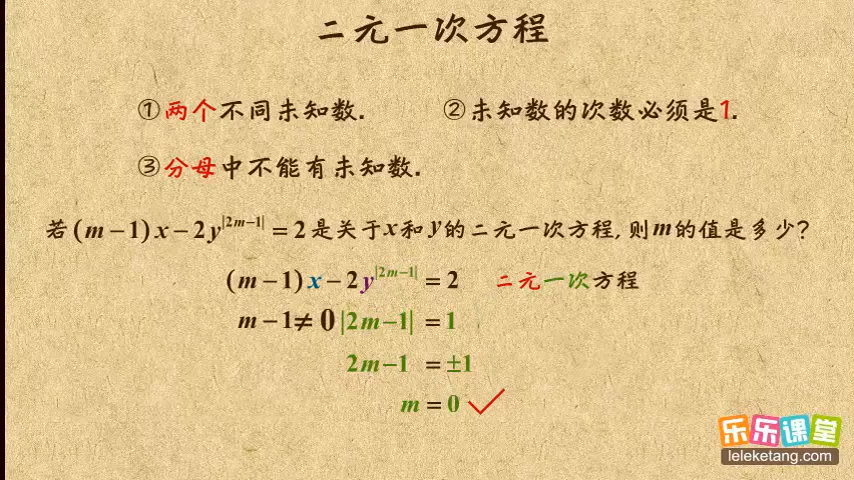 二元一次方程
①两个不同未知数. ②未知数的次数必须是1.
③分母中不能有未知数.
若(m−1)x−2y^|2m−1|=2是关于x和y的二元一次方程,则m的值是多少?
(m−1)x−2y^|2m−1|=2 二元一次方程
m−1≠0 |2m−1|=1
2m−1=±1
m=0
乐乐课堂
leleketang.com